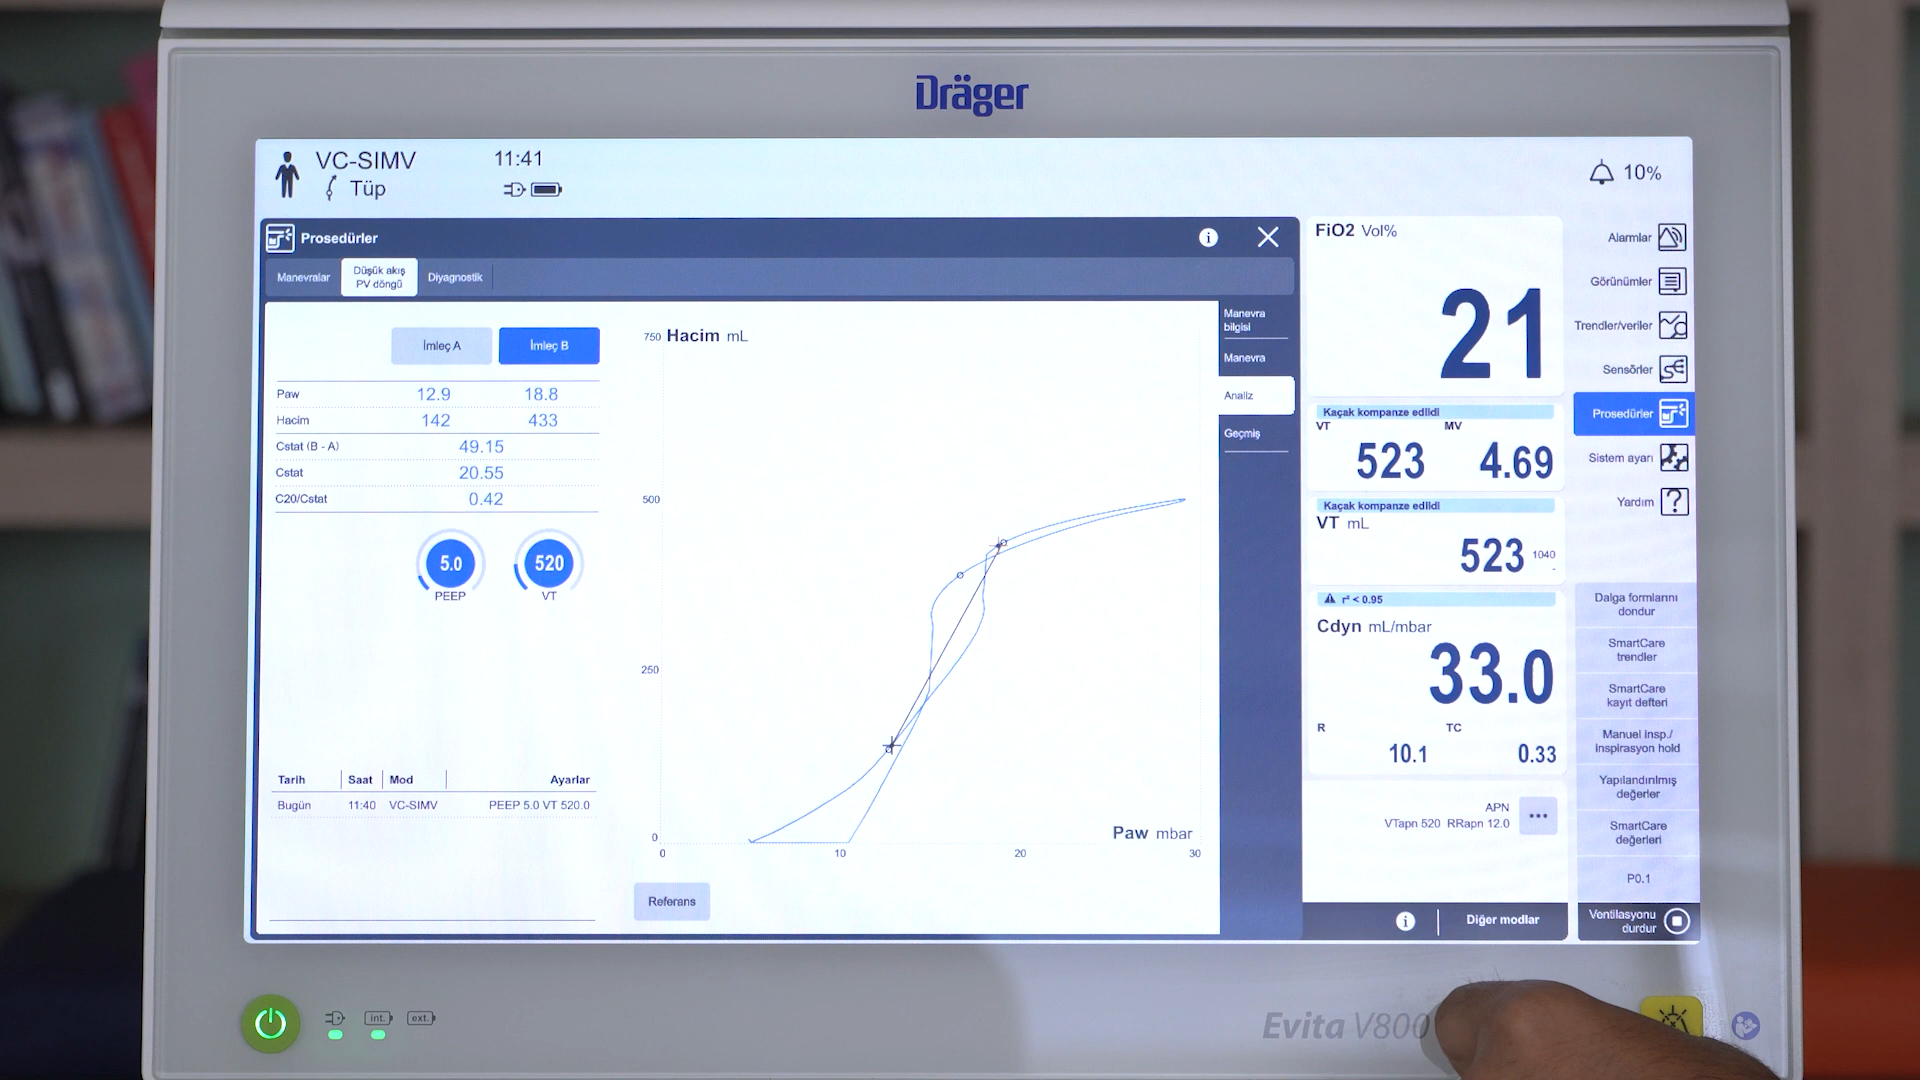 Dräger
VC-SIMV
Tüp
11:41
10%
Prosedürler
i
Manevralar
Düşük akış
PV döngü
Diyagnostik
İmleç A
İmleç B
Paw 12.9 18.8
Hacim 142 433
Cstat (B - A) 49.15
Cstat 20.55
C20/Cstat 0.42
5.0
PEEP
520
VT
Tarih Saat Mod Ayarlar
Bugün 11:40 VC-SIMV PEEP 5.0 VT 520.0
750 Hacim mL
500
250
0
0 10 20 30
Paw mbar
Referans
Manevra
bilgisi
Manevra
Analiz
Geçmiş
FiO2 Vol%
21
Kaçak kompanze edildi
VT MV
523 4.69
Kaçak kompanze edildi
VT mL
523 1040
r² < 0.95
Cdyn mL/mbar
33.0
R TC
10.1 0.33
APN
VTapn 520 RRapn 12.0
i
Diğer modlar
Alarmlar
Görünümler
Trendler/veriler
Sensörler
Prosedürler
Sistem ayarı
Yardım
?
Dalga formlarını
dondur
SmartCare
trendler
SmartCare
kayıt defteri
Manuel insp./
inspirasyon hold
Yapılandırılmış
değerler
SmartCare
değerleri
P0.1
Ventilasyonu
durdur
int.
ext.
Evita V800